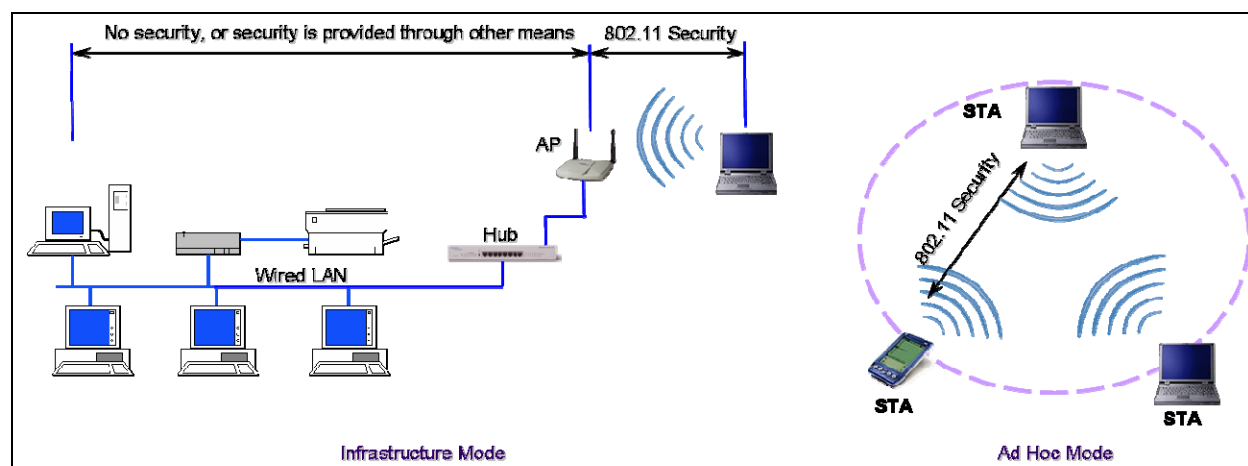 No security, or security is provided through other means
802.11 Security
AP
Hub
Wired LAN
Infrastructure Mode
STA
802.11 Security
STA
STA
Ad Hoc Mode